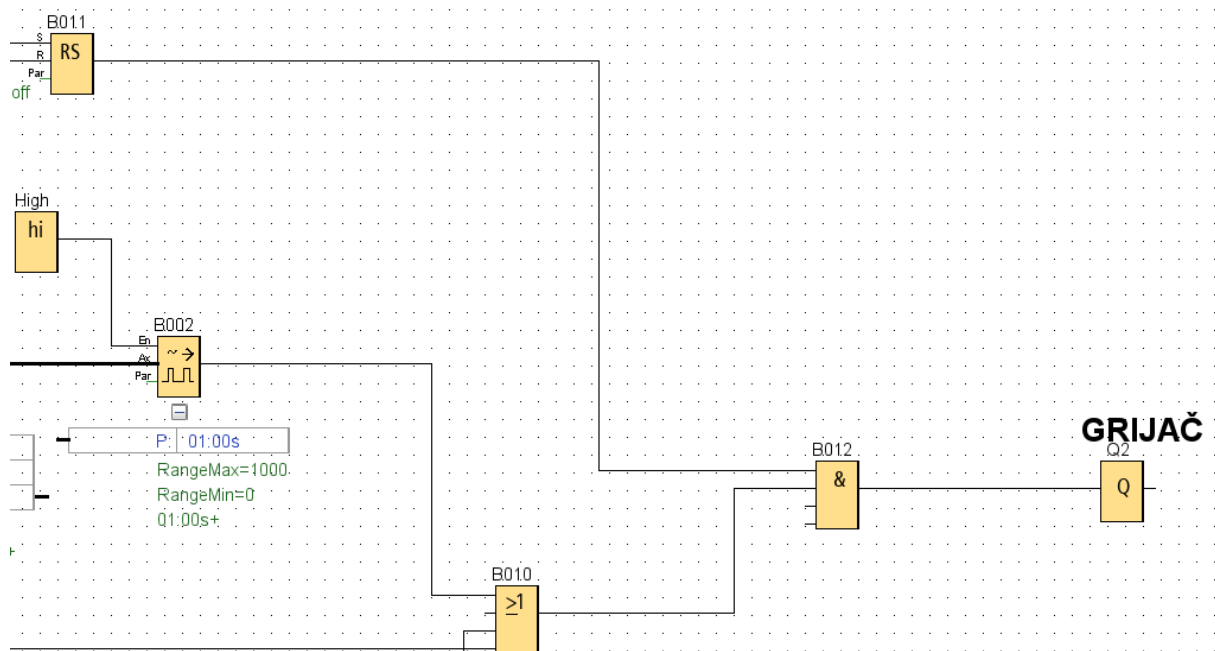 B011
S
R
RS
Par
off
High
hi
B002
En
Ax
~
Par
P: 01:00s
RangeMax=1000
RangeMin=0
01:00s+
+
GRIJAČ
Q2
Q
B012
&
B010
≥1